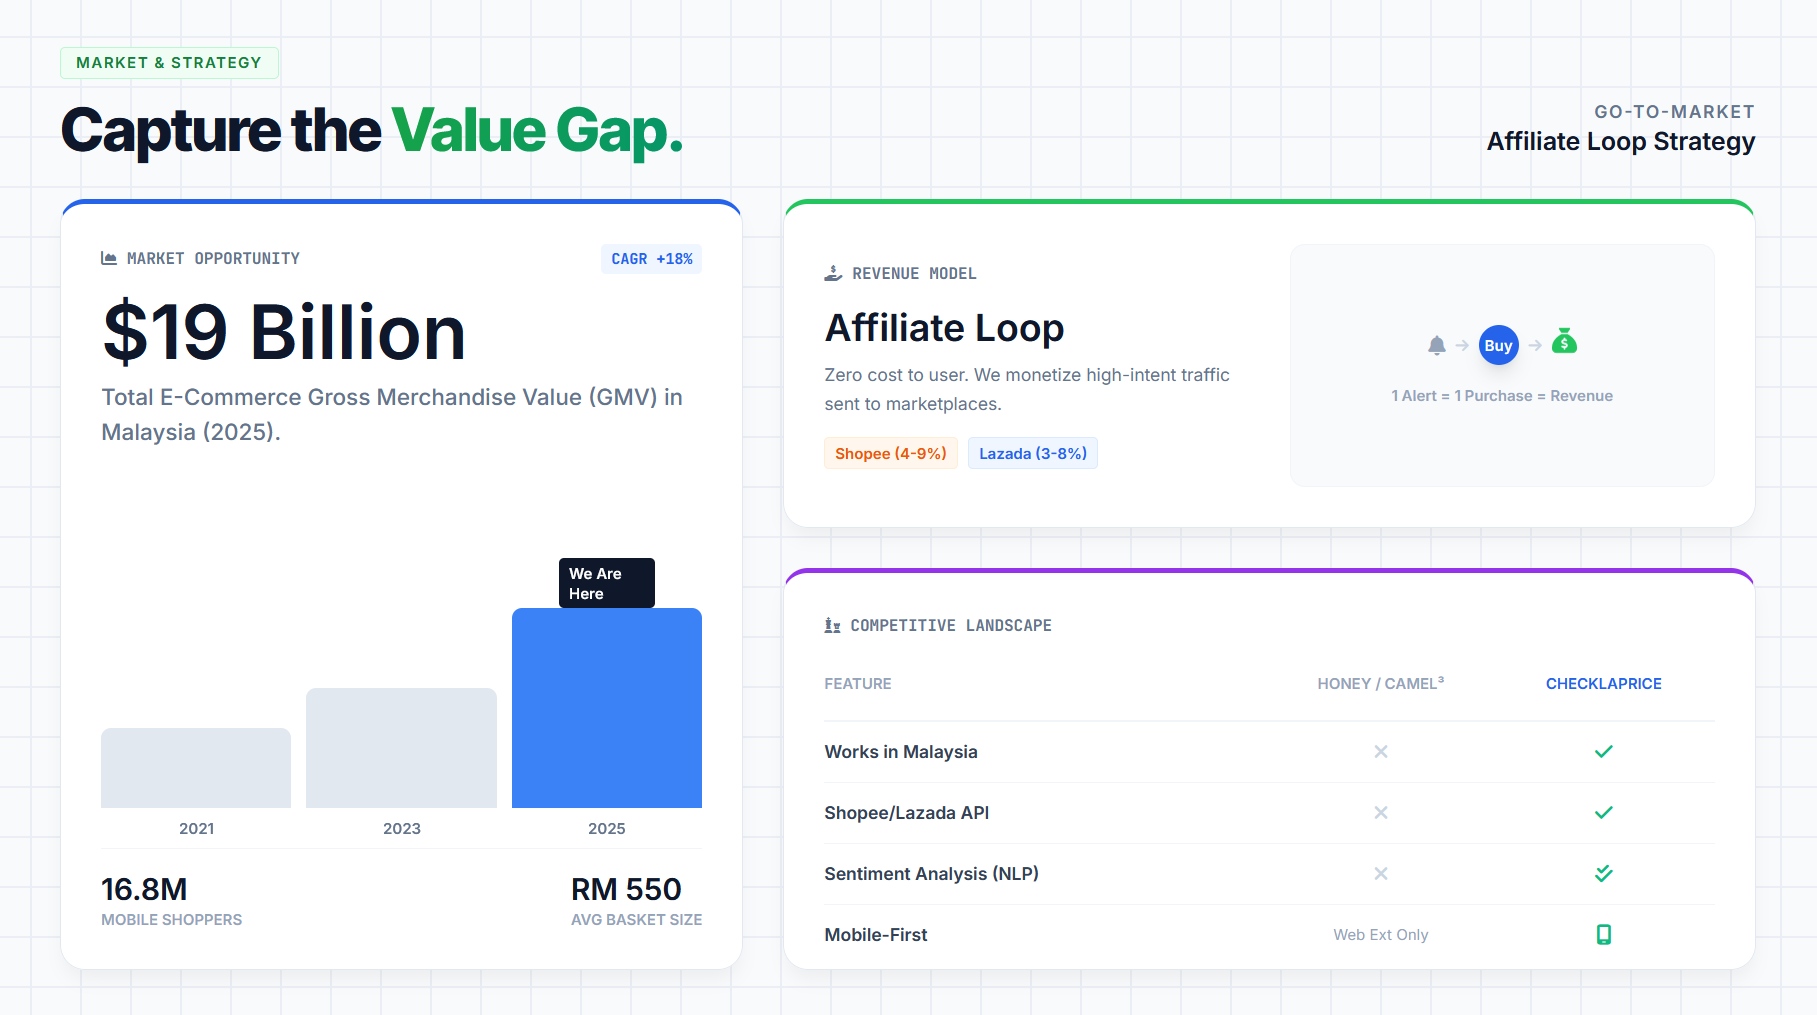 MARKET & STRATEGY
Capture the Value Gap.
GO-TO-MARKET
Affiliate Loop Strategy
MARKET OPPORTUNITY
CAGR +18%
$19 Billion
Total E-Commerce Gross Merchandise Value (GMV) in
Malaysia (2025).
We Are
Here
2021
2023
2025
16.8M
MOBILE SHOPPERS
RM 550
AVG BASKET SIZE
REVENUE MODEL
Affiliate Loop
Zero cost to user. We monetize high-intent traffic
sent to marketplaces.
Shopee (4-9%)
Lazada (3-8%)
Buy
1 Alert = 1 Purchase = Revenue
COMPETITIVE LANDSCAPE
FEATURE
HONEY / CAMEL³
CHECKLAPRICE
Works in Malaysia
Shopee/Lazada API
Sentiment Analysis (NLP)
Mobile-First
Web Ext Only